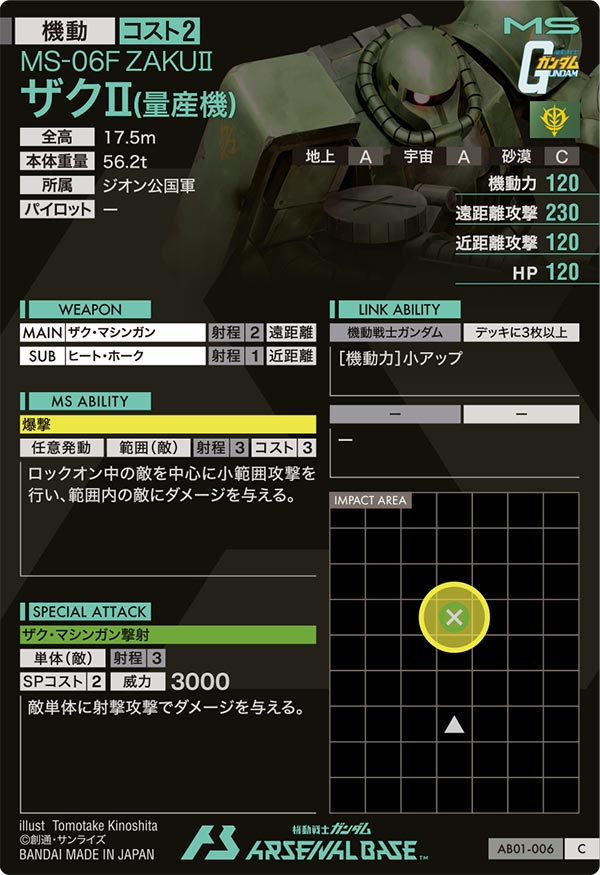 機動 コスト2
MS
MS-06F ZAKUⅡ
機動戦士
ガンダム
GUNDAM
ザクⅡ(量産機)
全高 17.5m
本体重量 56.2t
所属 ジオン公国軍
パイロット ー
地上 A 宇宙 A 砂漠 C
機動力 120
遠距離攻撃 230
近距離攻撃 120
HP 120
WEAPON
MAIN ザク・マシンガン 射程 2 遠距離
SUB ヒート・ホーク 射程 1 近距離
LINK ABILITY
機動戦士ガンダム デッキに3枚以上
[機動力]小アップ
ー ー
ー
MS ABILITY
爆撃
任意発動 範囲(敵) 射程 3 コスト 3
ロックオン中の敵を中心に小範囲攻撃を
行い、範囲内の敵にダメージを与える。
IMPACT AREA
SPECIAL ATTACK
ザク・マシンガン撃射
単体(敵) 射程 3
SPコスト 2 威力 3000
敵単体に射撃攻撃でダメージを与える。
illust Tomotake Kinoshita
©創通・サンライズ
BANDAI MADE IN JAPAN
機動戦士ガンダム
AB ARSENAL BASE™
AB01-006 C